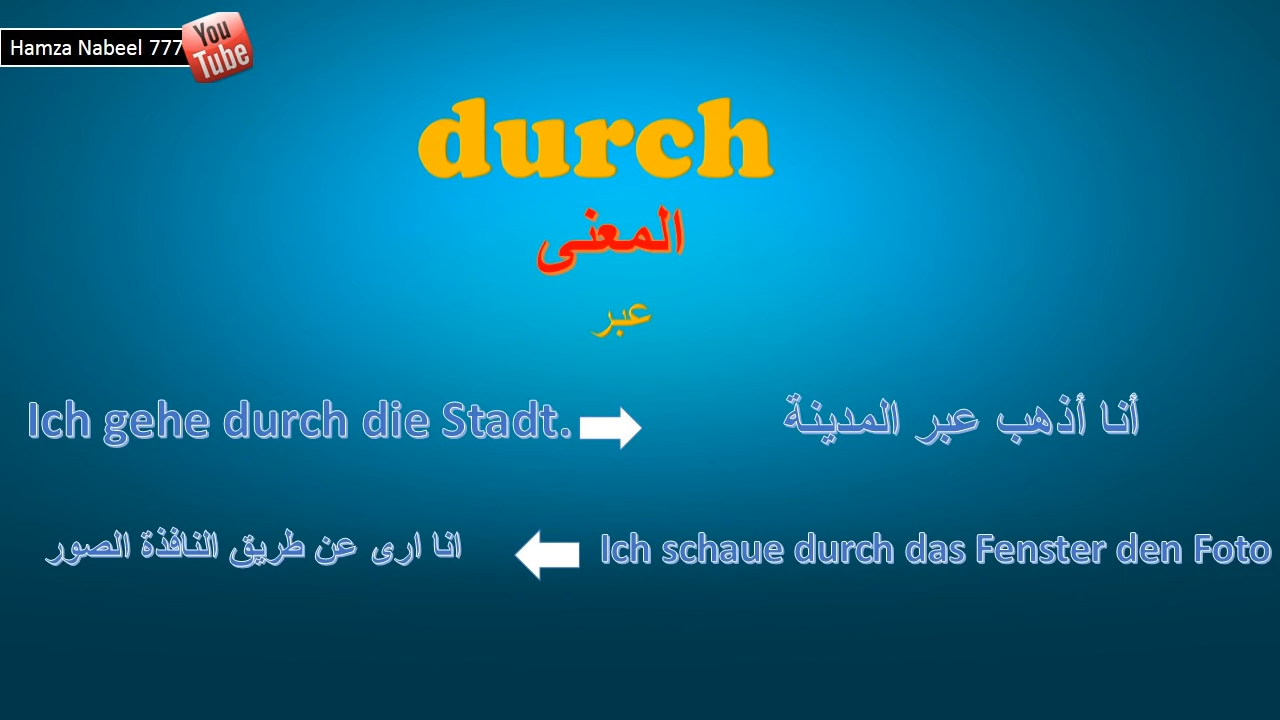 Hamza Nabeel 777
You
Tube
durch
المعنى
عبر
Ich gehe durch die Stadt.
أنا أذهب عبر المدينة
انا ارى عن طريق النافذة الصور
Ich schaue durch das Fenster den Foto